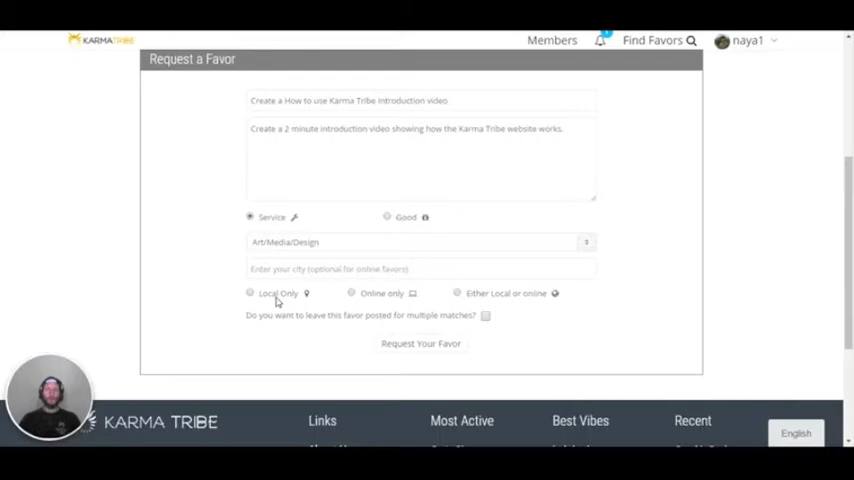 KARMATRIBE Members Find Favors naya1
Request a Favor
Create a How to use Karma Tribe Introduction video
Create a 2 minute introduction video showing how the Karma Tribe website works.
Service Good
Art/Media/Design
Enter your city (optional for online favors)
Local Only Online only Either Local or online
Do you want to leave this favor posted for multiple matches?
Request Your Favor
KARMA TRIBE Links Most Active Best Vibes Recent
English